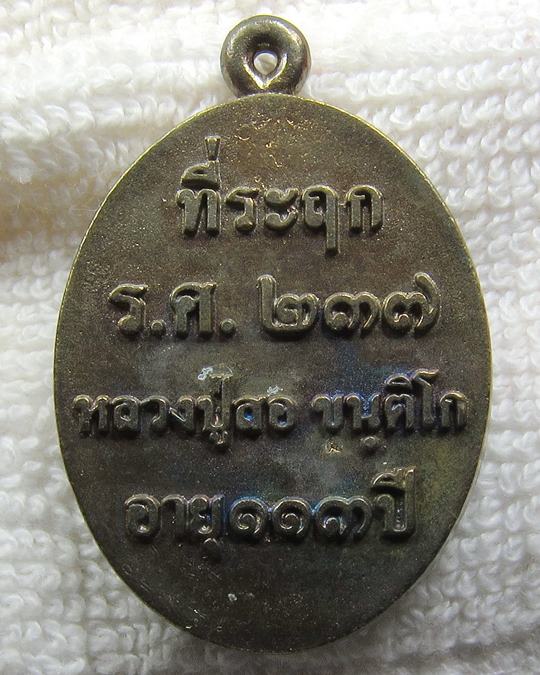 ที่ระฤก
ร.ศ. ๒๓๗
หลวงปู่สอ ขนฺติโก
อายุ๑๑๓ปี